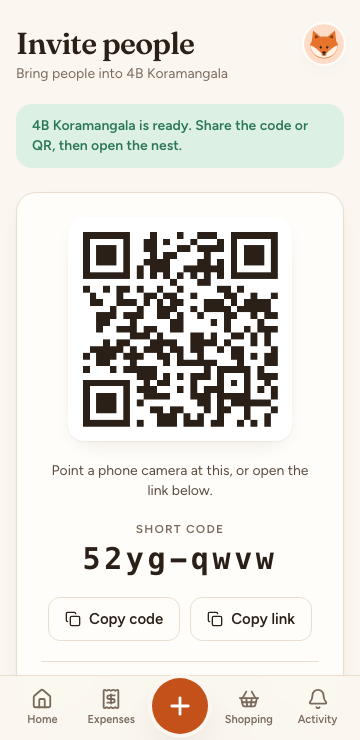 Invite people
Bring people into 4B Koramangala
4B Koramangala is ready. Share the code or
QR, then open the nest.
Point a phone camera at this, or open the
link below.
SHORT CODE
52yg-qwvw
Copy code
Copy link
Home
Expenses
Shopping
Activity